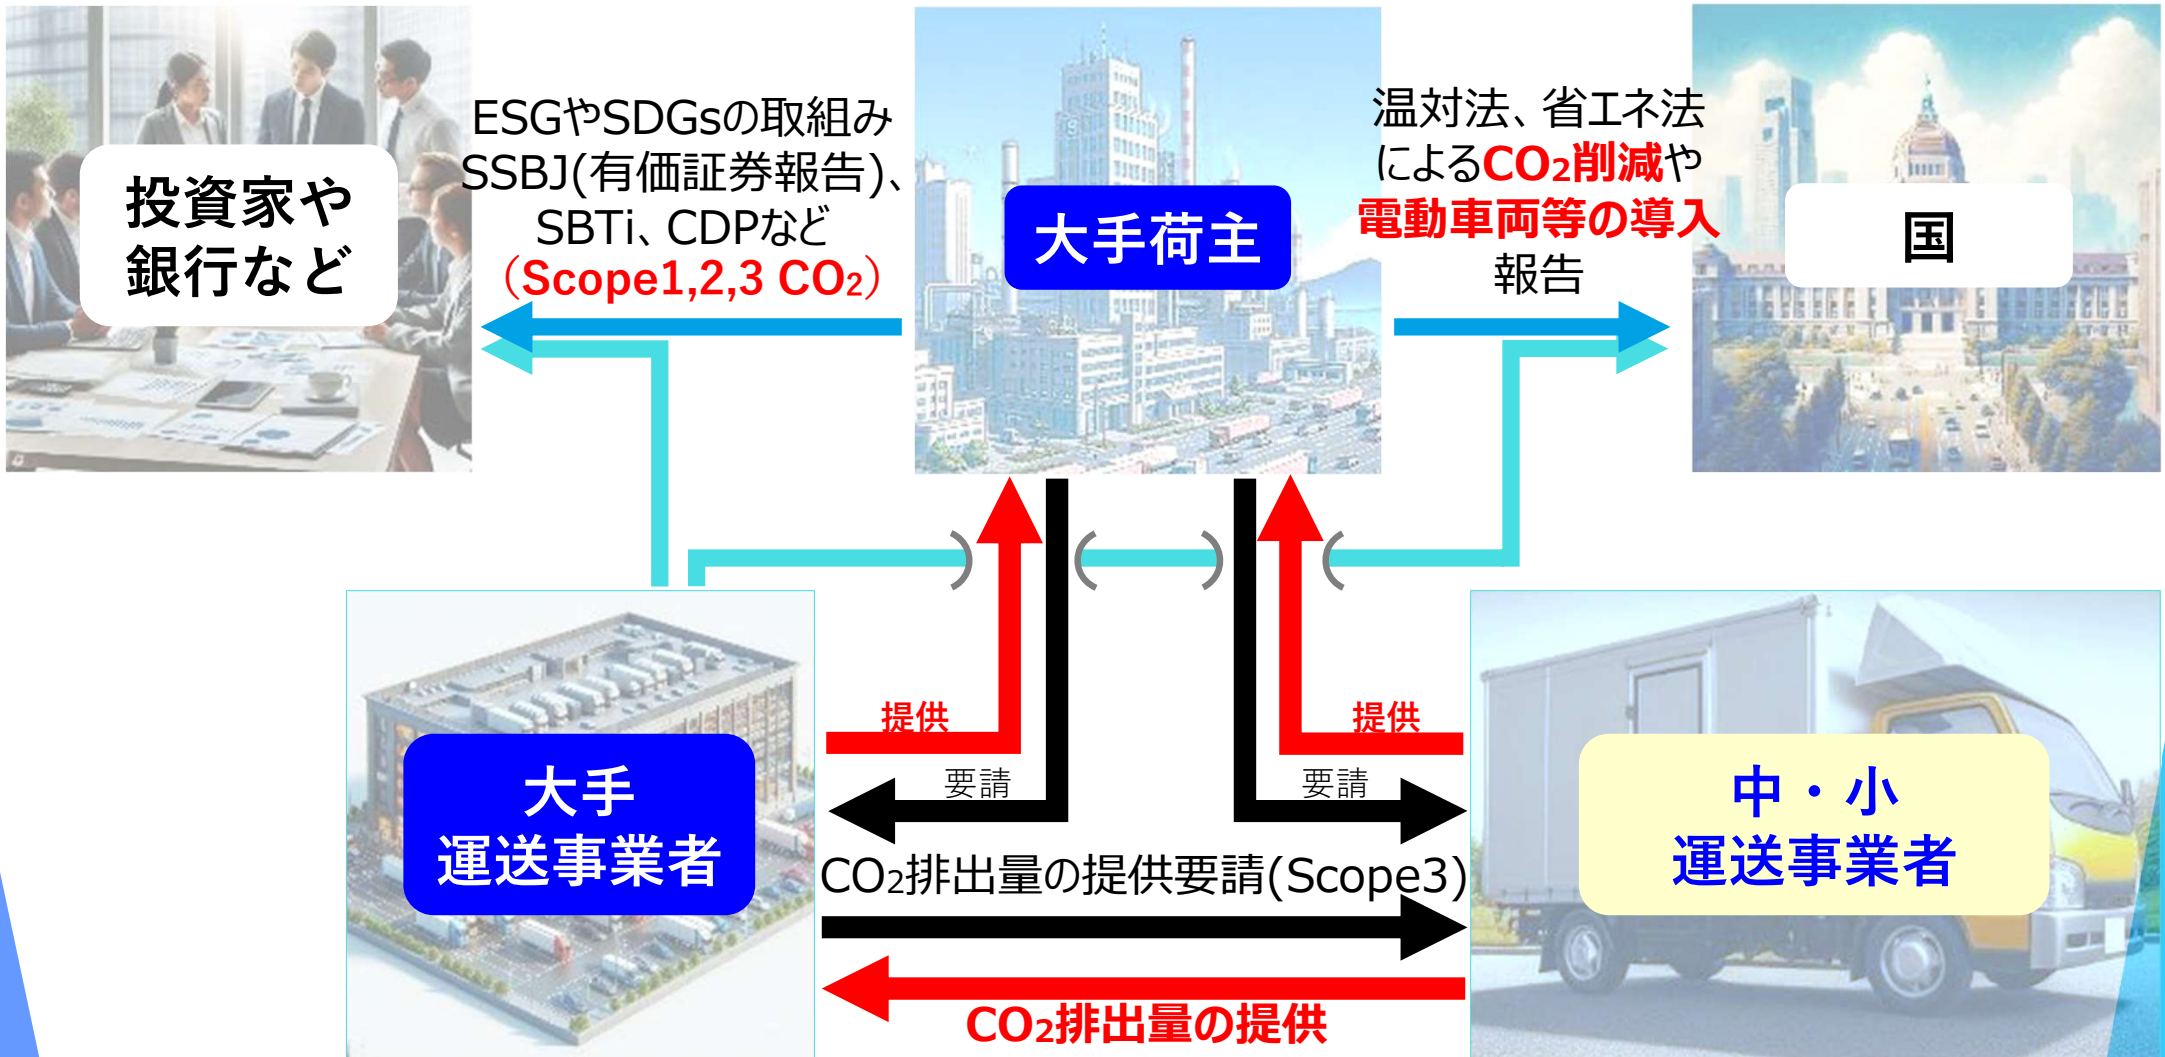 投資家や
銀行など
ESGやSDGsの取組み
SSBJ(有価証券報告)、
SBTi、CDPなど
（Scope1,2,3 CO₂）
大手荷主
温対法、省エネ法
によるCO₂削減や
電動車両等の導入
報告
国
提供
提供
要請
要請
大手
運送事業者
中・小
運送事業者
CO₂排出量の提供要請(Scope3)
CO₂排出量の提供